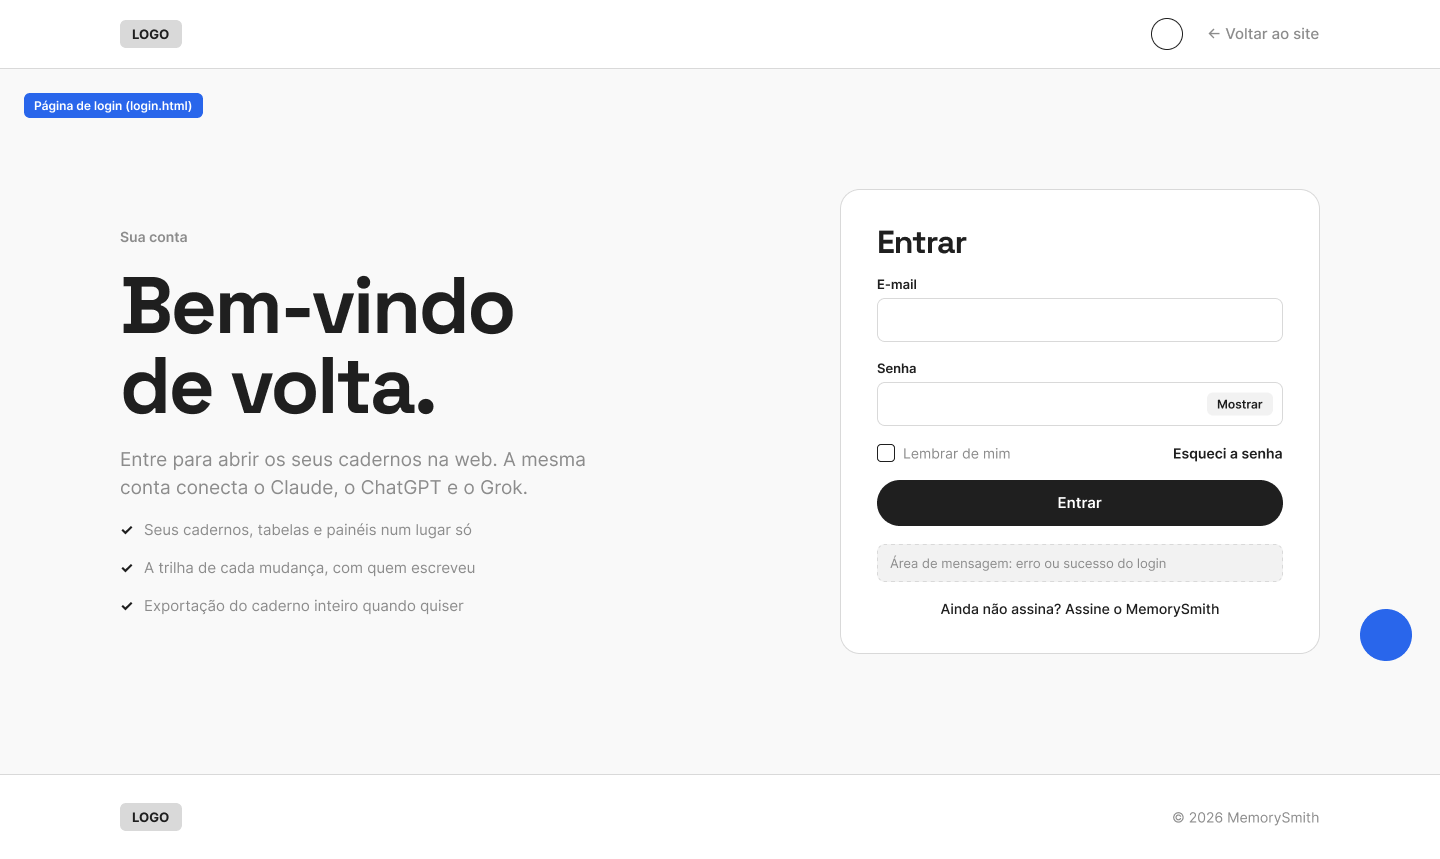 LOGO
← Voltar ao site
Página de login (login.html)
Sua conta
Bem-vindo
de volta.
Entre para abrir os seus cadernos na web. A mesma
conta conecta o Claude, o ChatGPT e o Grok.
✓ Seus cadernos, tabelas e painéis num lugar só
✓ A trilha de cada mudança, com quem escreveu
✓ Exportação do caderno inteiro quando quiser
Entrar
E-mail
Senha
Mostrar
Lembrar de mim
Esqueci a senha
Entrar
Área de mensagem: erro ou sucesso do login
Ainda não assina? Assine o MemorySmith
LOGO
© 2026 MemorySmith